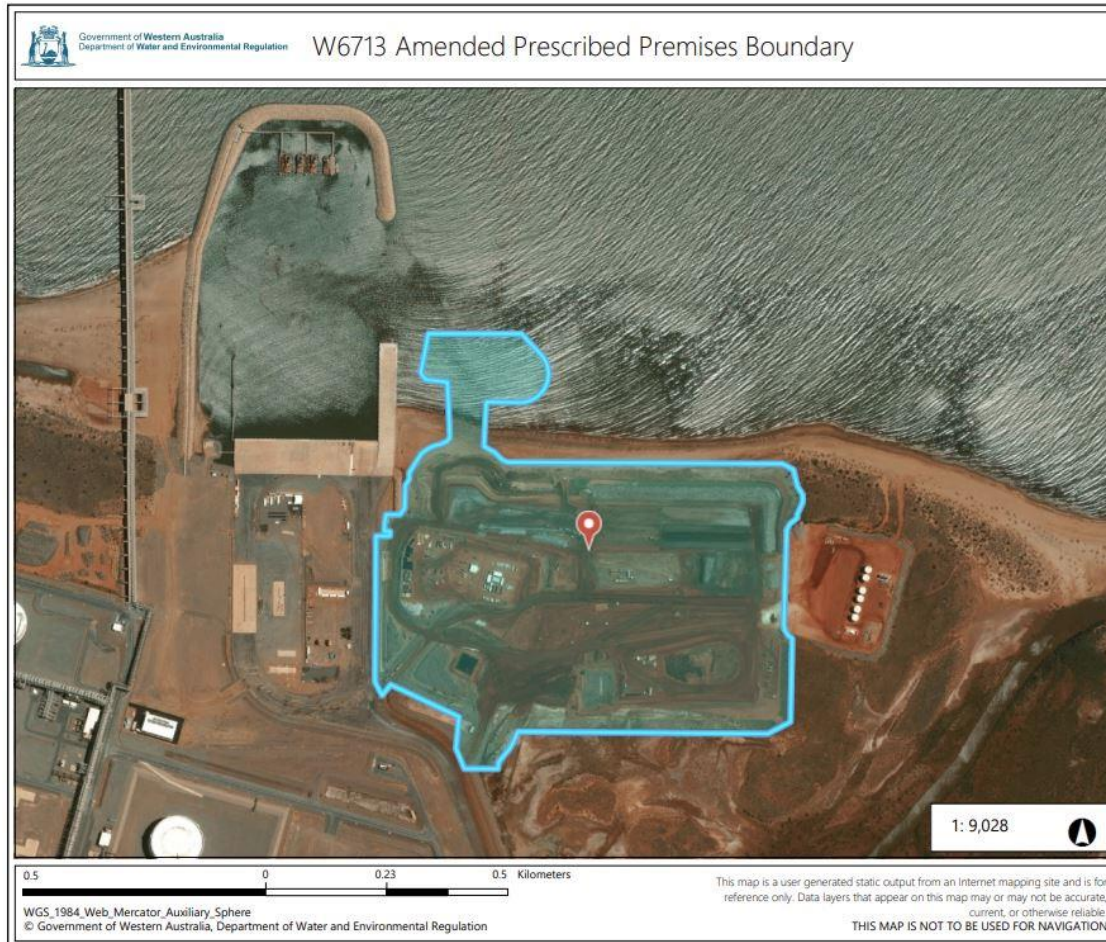 Government of Western Australia
Department of Water and Environmental Regulation
W6713 Amended Prescribed Premises Boundary
1: 9,028
0.5 0 0.23 0.5 Kilometers
WGS_1984_Web_Mercator_Auxiliary_Sphere
© Government of Western Australia, Department of Water and Environmental Regulation
This map is a user generated static output from an Internet mapping site and is for
reference only. Data layers that appear on this map may or may not be accurate,
current, or otherwise reliable
THIS MAP IS NOT TO BE USED FOR NAVIGATION